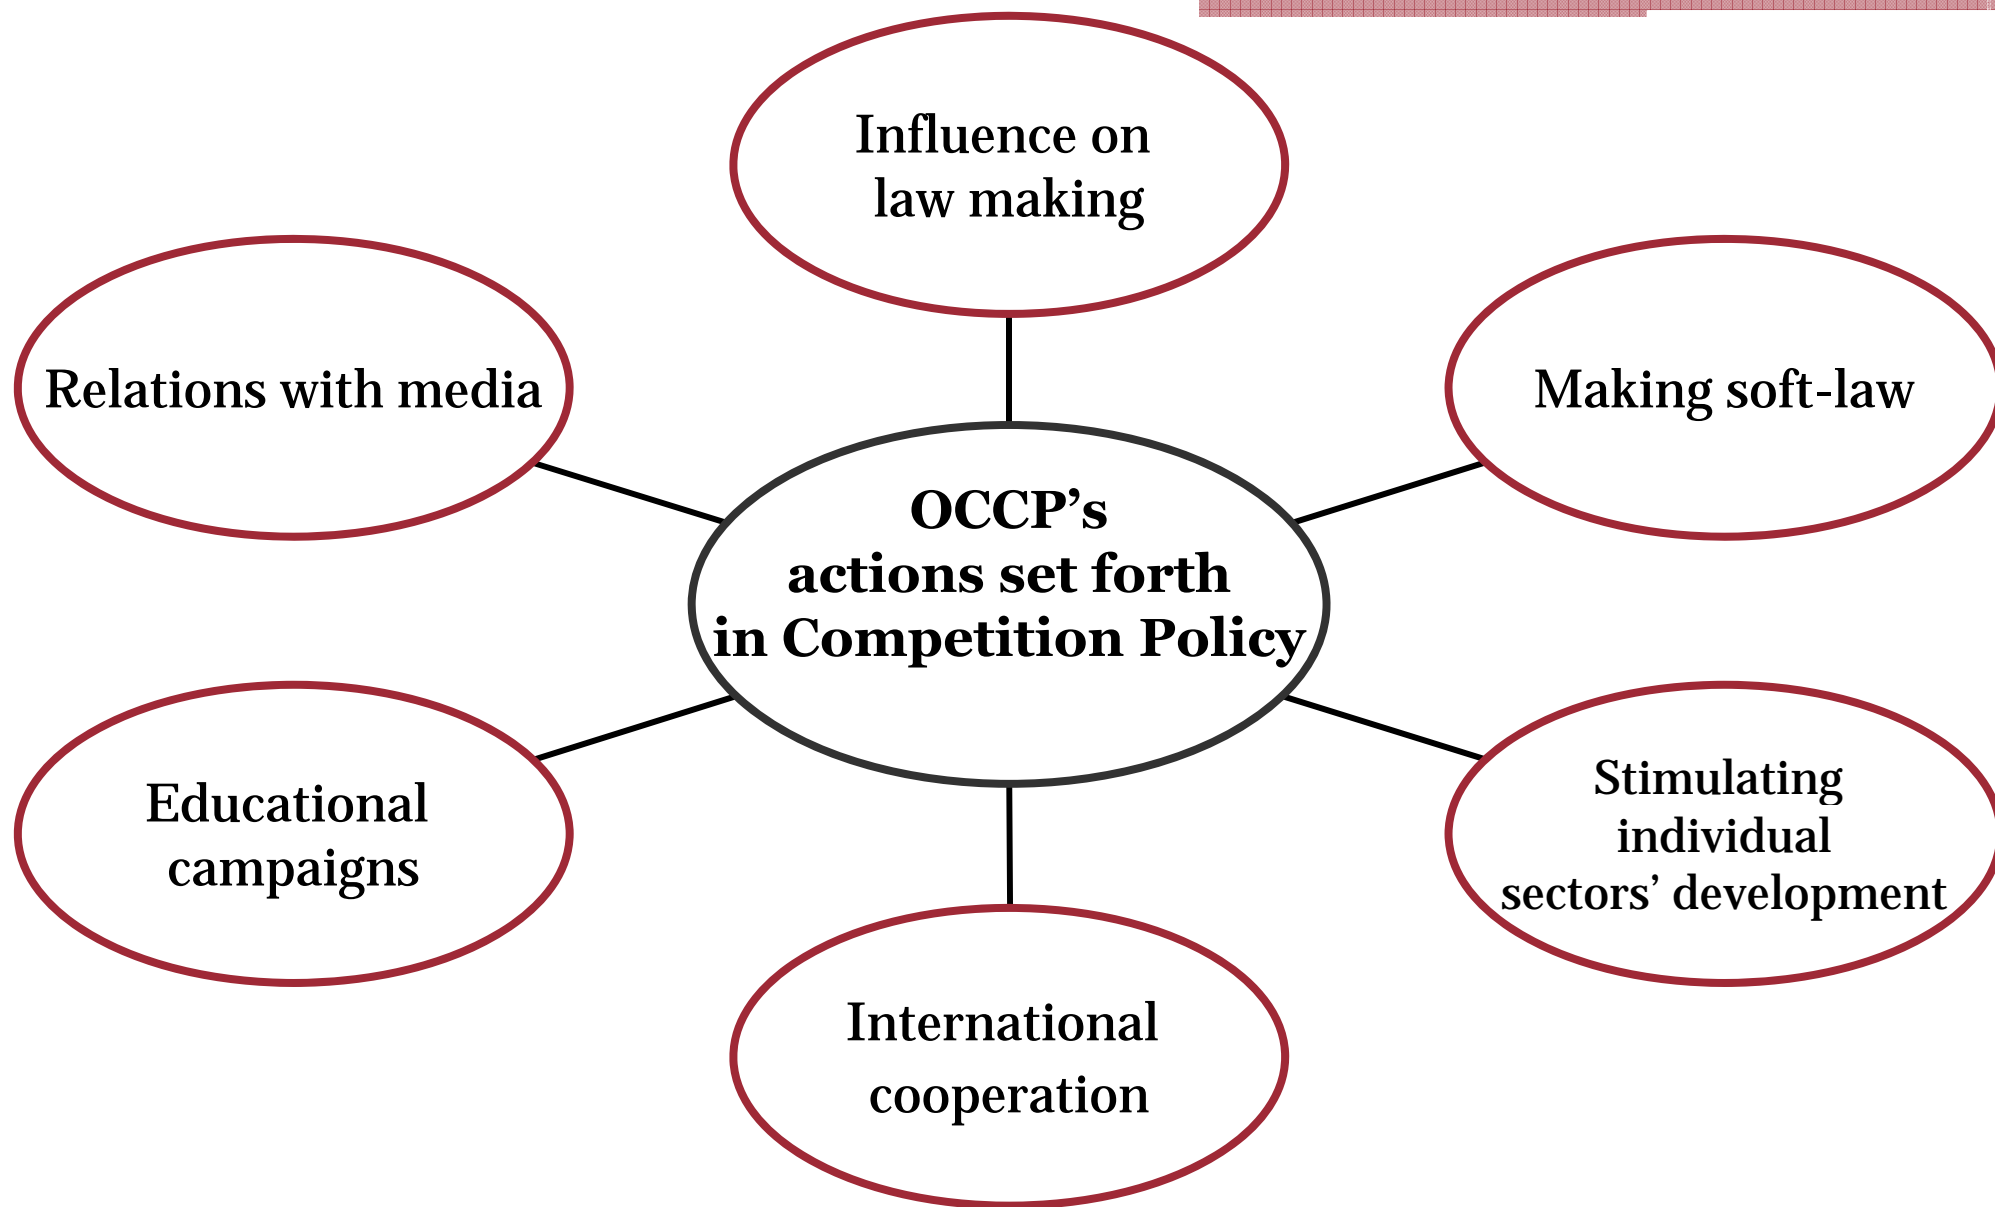 Influence on
law making
Relations with media
Making soft-law
OCCP’s
actions set forth
in Competition Policy
Educational
campaigns
Stimulating
individual
sectors’ development
International
cooperation